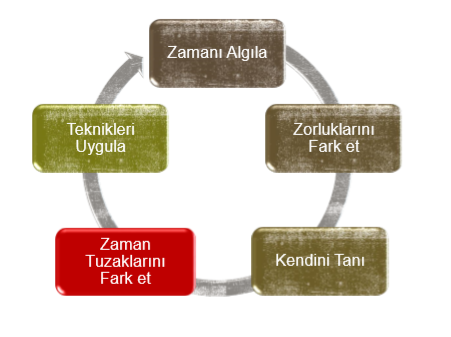 Zamanı Algıla
Zorluklarını
Fark et
Kendini Tanı
Zaman
Tuzaklarını
Fark et
Teknikleri
Uygula